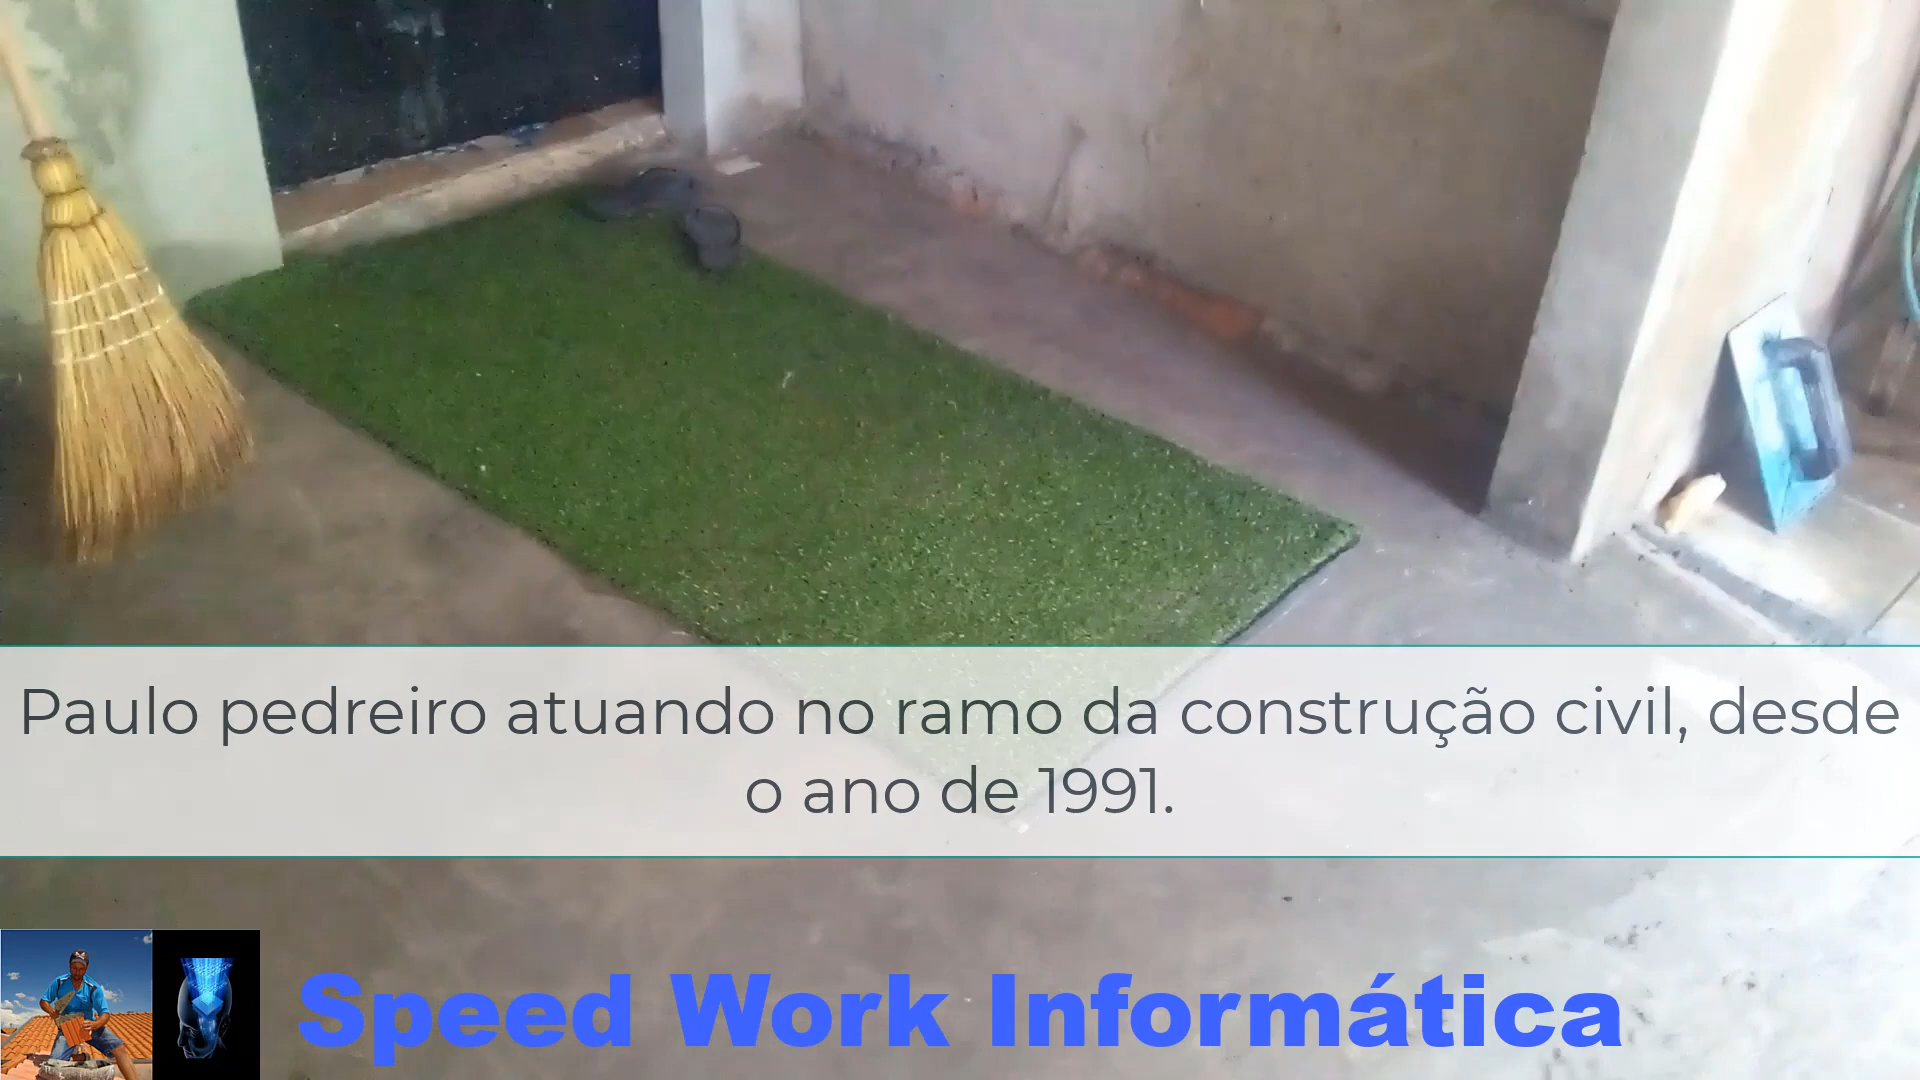 Paulo pedreiro atuando no ramo da construção civil, desde
o ano de 1991.
Speed Work Informática